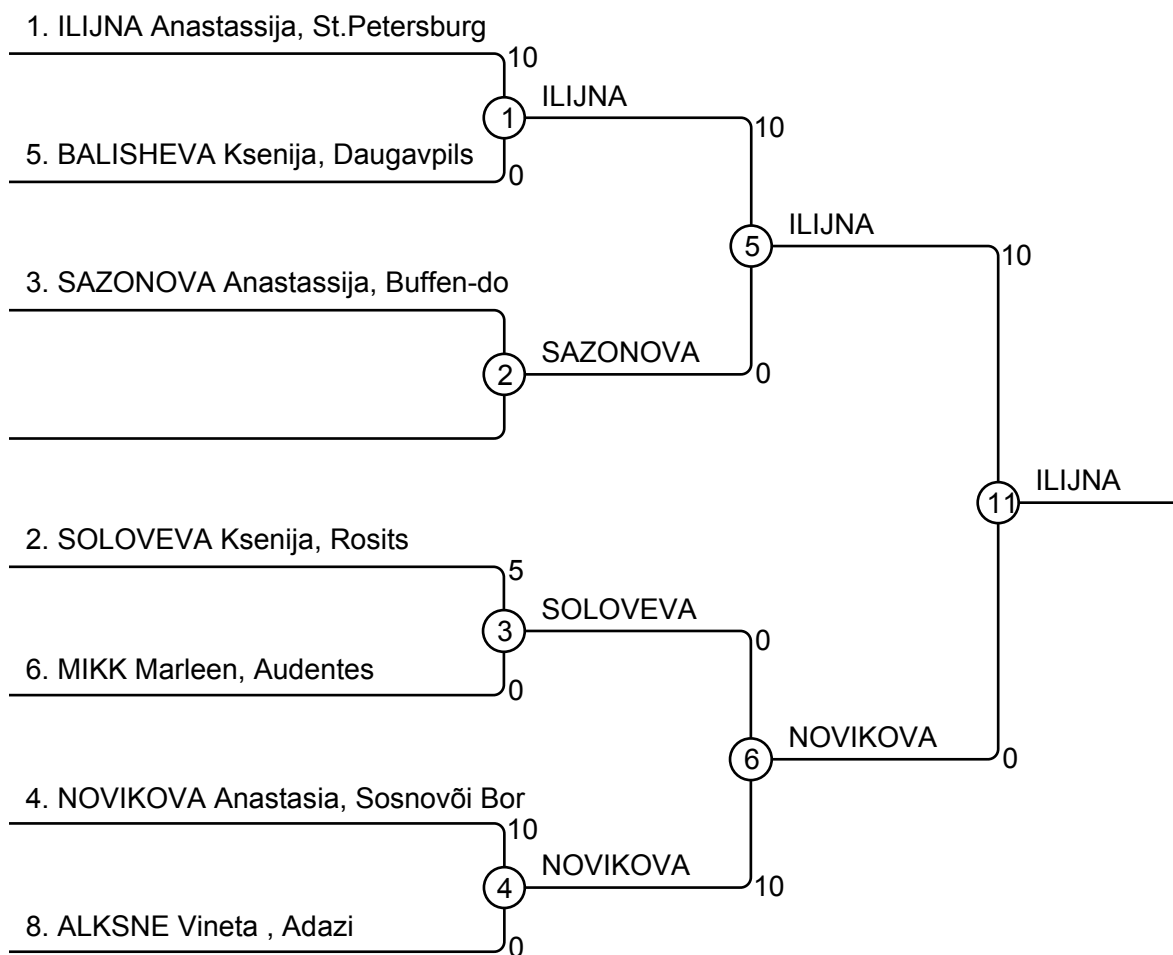 1. ILIJNA Anastassija, St.Petersburg
10
1
ILIJNA
10
5. BALISHEVA Ksenija, Daugavpils
0
5
ILIJNA
10
3. SAZONOVA Anastassija, Buffen-do
2
SAZONOVA
0
11
ILIJNA
2. SOLOVEVA Ksenija, Rosits
5
3
SOLOVEVA
0
6. MIKK Marleen, Audentes
0
6
NOVIKOVA
0
4. NOVIKOVA Anastasia, Sosnovõi Bor
10
4
NOVIKOVA
10
8. ALKSNE Vineta , Adazi
0